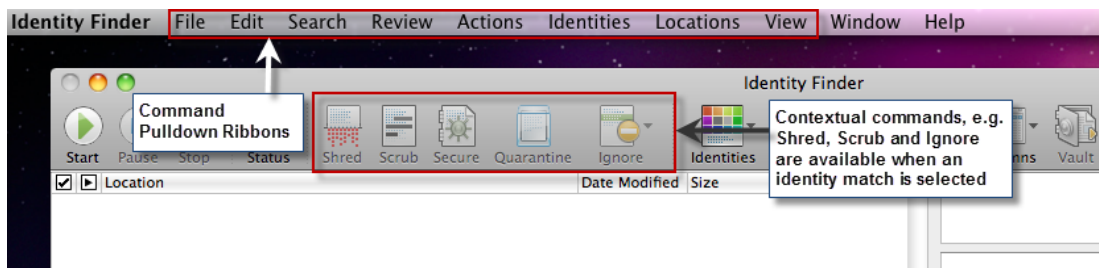 Identity Finder File Edit Search Review Actions Identities Locations View Window Help
Identity Finder
Command
Pulldown Ribbons
Contextual commands, e.g.
Shred, Scrub and Ignore
are available when an
identity match is selected
Start Pause Stop Status Shred Scrub Secure Quarantine Ignore Identities Vault
Location Date Modified Size